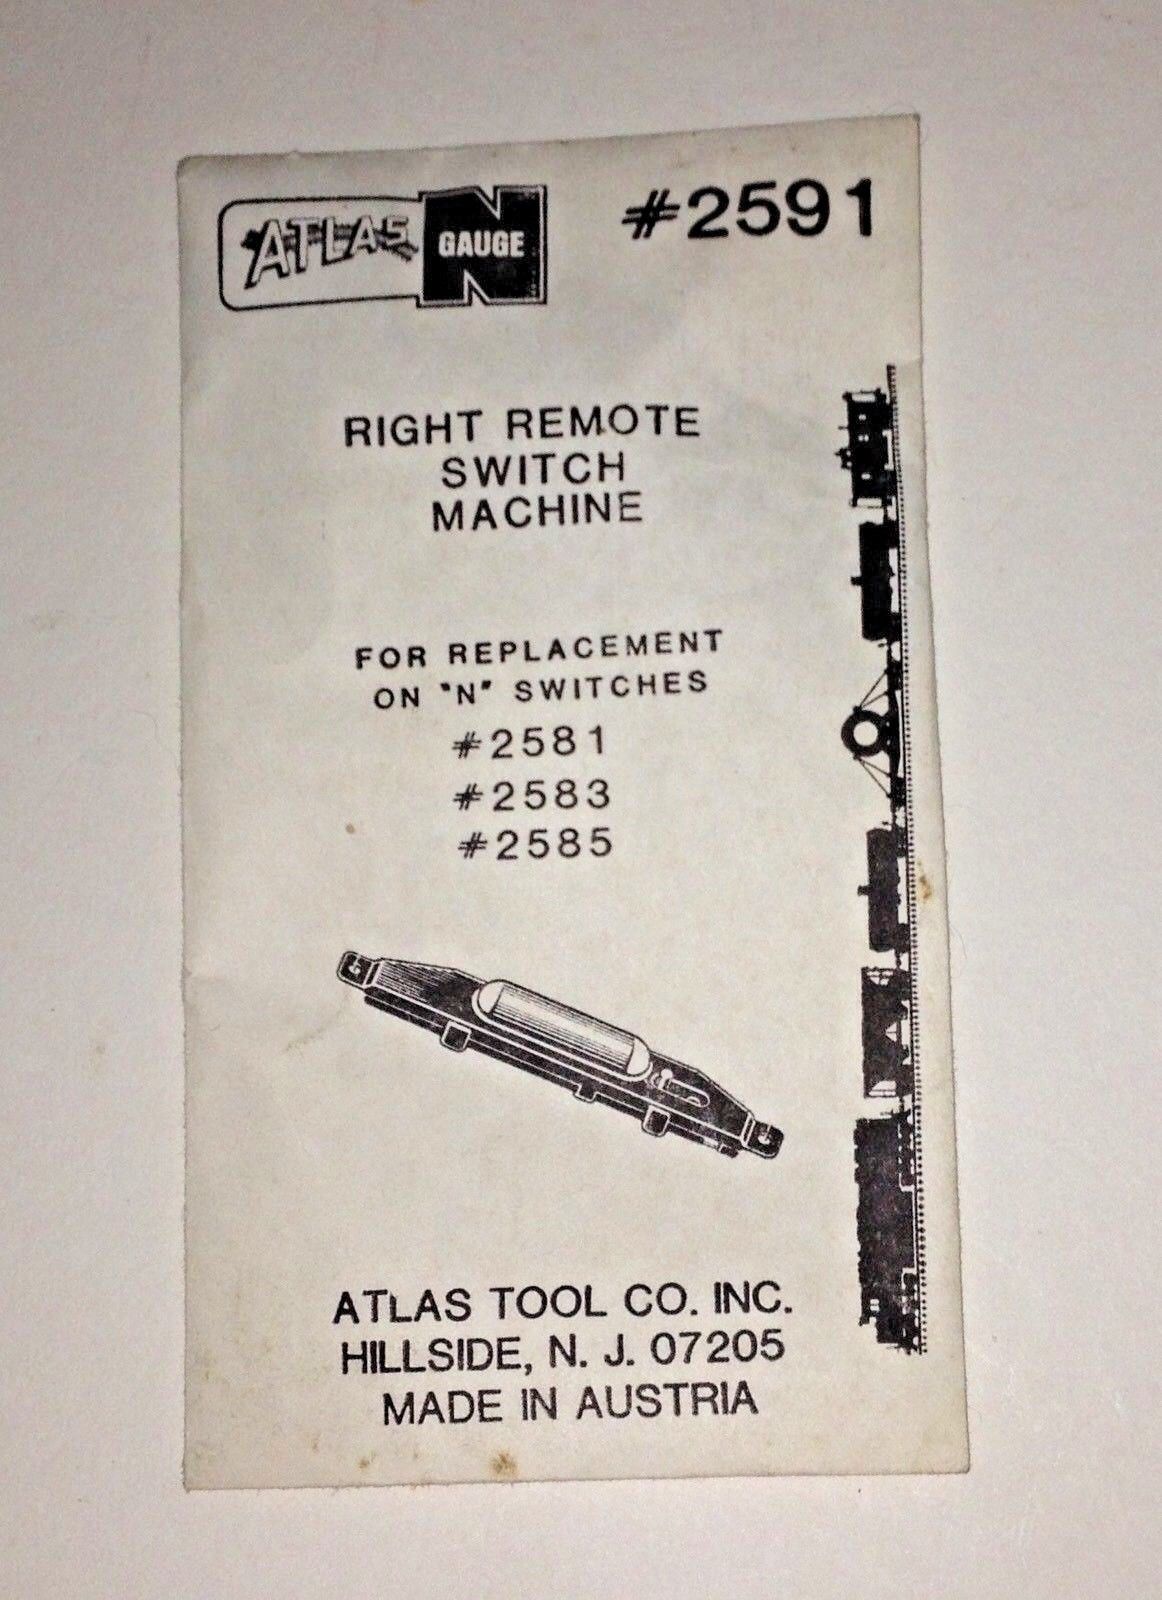 ATLAS N GAUGE #2591
RIGHT REMOTE
SWITCH
MACHINE
FOR REPLACEMENT
ON "N" SWITCHES
#2581
#2583
#2585
ATLAS TOOL CO. INC.
HILLSIDE, N. J. 07205
MADE IN AUSTRIA